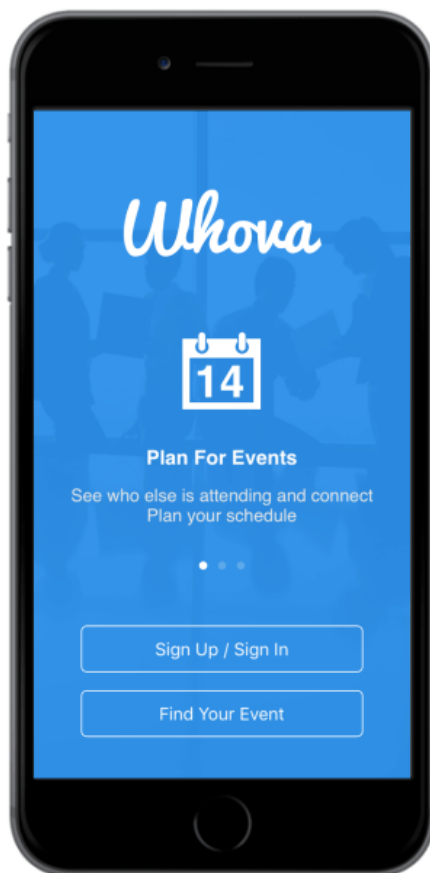 Whova
14
Plan For Events
See who else is attending and connect
Plan your schedule
Sign Up / Sign In
Find Your Event